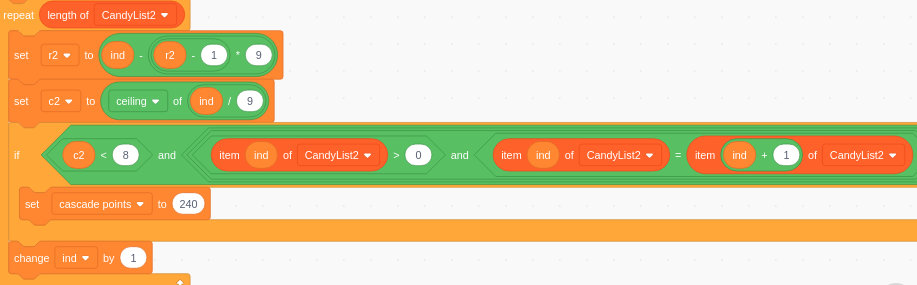 repeat length of CandyList2
set r2 to ind - r2 - 1 * 9
set c2 to ceiling of ind / 9
if c2 < 8 and item ind of CandyList2 > 0 and item ind of CandyList2 = item ind + 1 of CandyList2
set cascade points to 240
change ind by 1